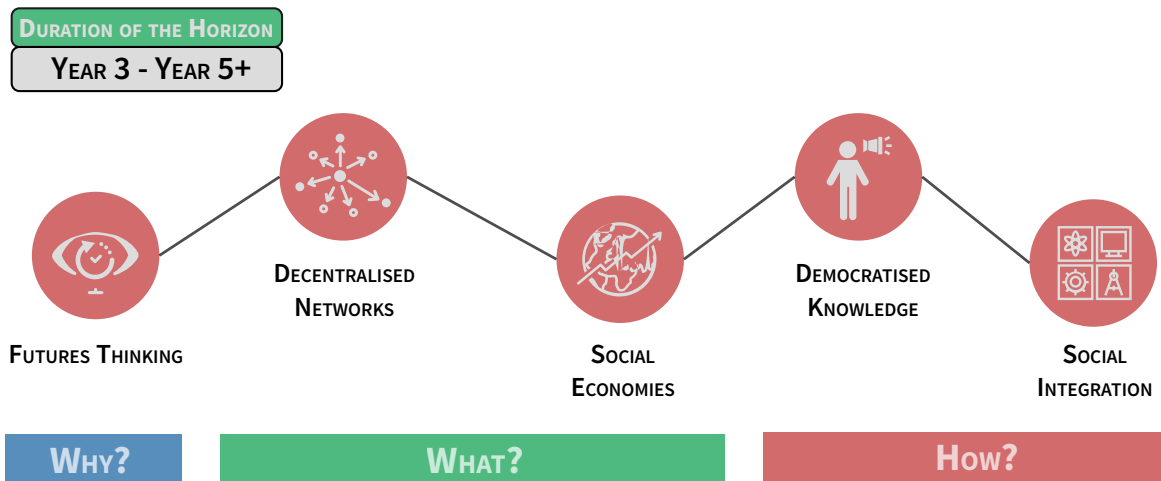 Duration of the Horizon
Year 3 - Year 5+
Decentralised
Networks
Democratised
Knowledge
Futures Thinking
Social
Economies
Social
Integration
Why?
What?
How?